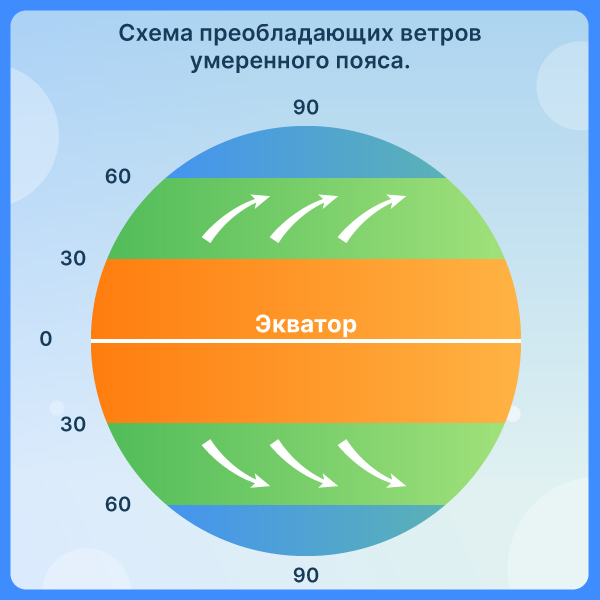 Схема преобладающих ветров
умеренного пояса.
90
60
30
Экватор
0
30
60
90